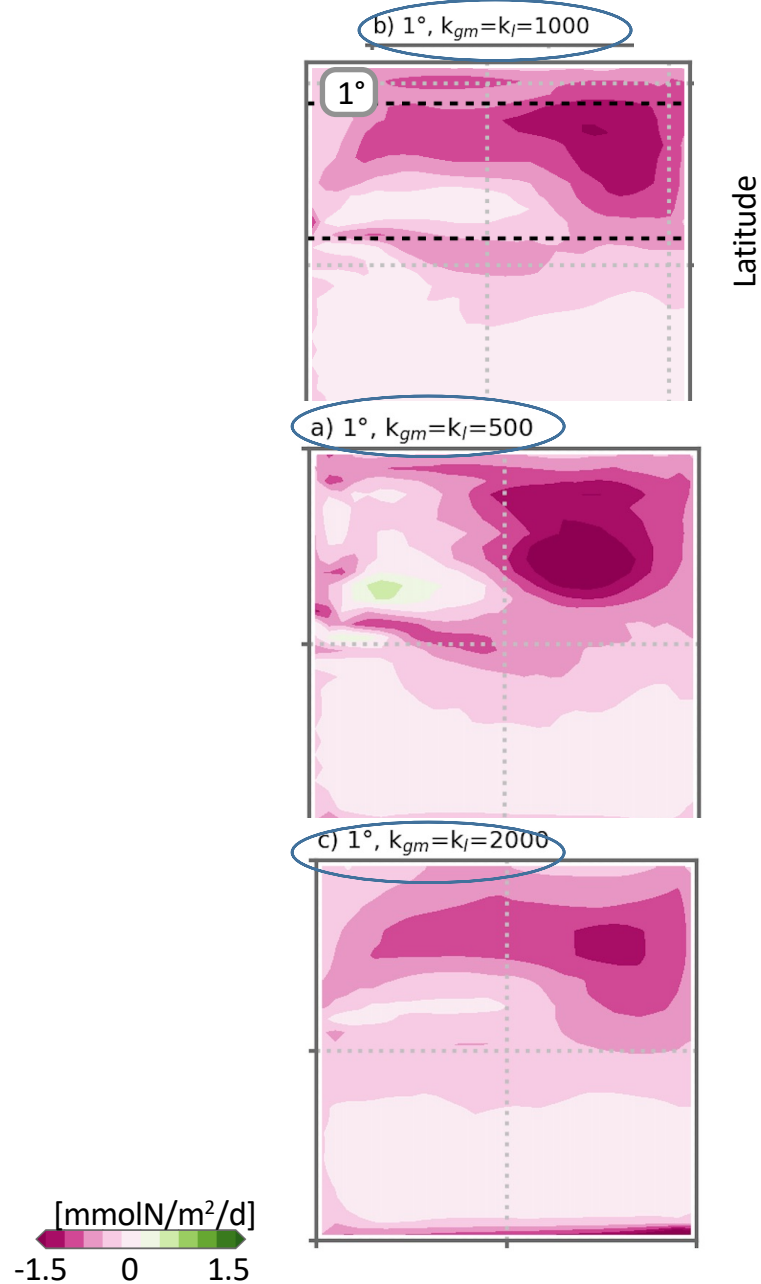 b) 1°, kgm=kl=1000
1°
Latitude
a) 1°, kgm=kl=500
c) 1°, kgm=kl=2000
[mmolN/m²/d]
-1.5 0 1.5